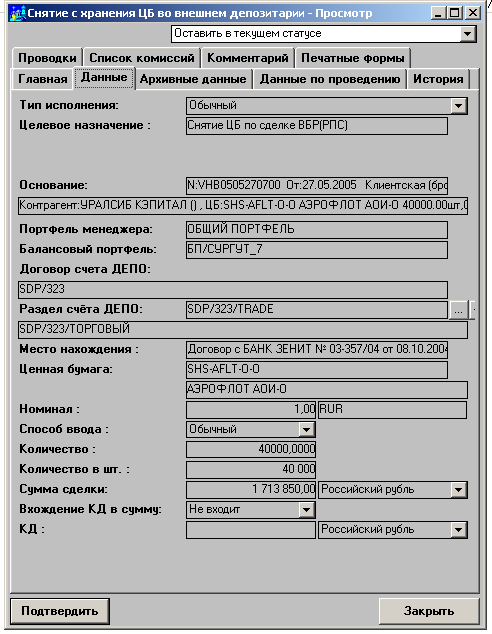 Снятие с хранения ЦБ во внешнем депозитарии - Просмотр
Оставить в текущем статусе
Проводки Список комиссий Комментарий Печатные формы
Главная Данные Архивные данные Данные по проведению История
Тип исполнения: Обычный
Целевое назначение : Снятие ЦБ по сделке ВБР(РПС)
Основание: N:VHB0505270700 От:27.05.2005 Клиентская (бро
Контрагент:УРАЛСИБ КЭПИТАЛ () , ЦБ:SHS-AFLT-O-O АЭРОФЛОТ АОИ-О 40000.00шт,0
Портфель менеджера: ОБЩИЙ ПОРТФЕЛЬ
Балансовый портфель: БП/СУРГУТ_7
Договор счета ДЕПО:
SDP/323
Раздел счёта ДЕПО: SDP/323/TRADE ...
SDP/323/ТОРГОВЫЙ
Место нахождения : Договор с БАНК ЗЕНИТ № 03-357/04 от 08.10.2004
Ценная бумага: SHS-AFLT-O-O
АЭРОФЛОТ АОИ-О
Номинал : 1,00 RUR
Способ ввода : Обычный
Количество : 40000,0000
Количество в шт. : 40 000
Сумма сделки: 1 713 850,00 Российский рубль
Вхождение КД в сумму: Не входит
КД : Российский рубль
Подтвердить Закрыть